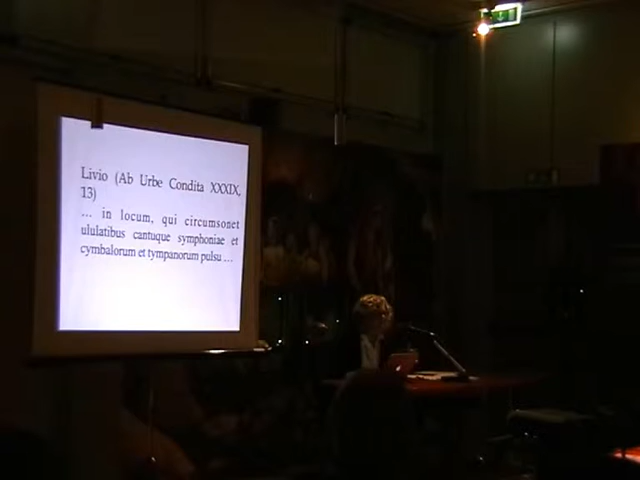 Livio (Ab Urbe Condita XXXIX,
13)
... in locum, qui circumsonet
ululatibus cantuque symphoniae et
cymbalorum et tympanorum pulsu ...